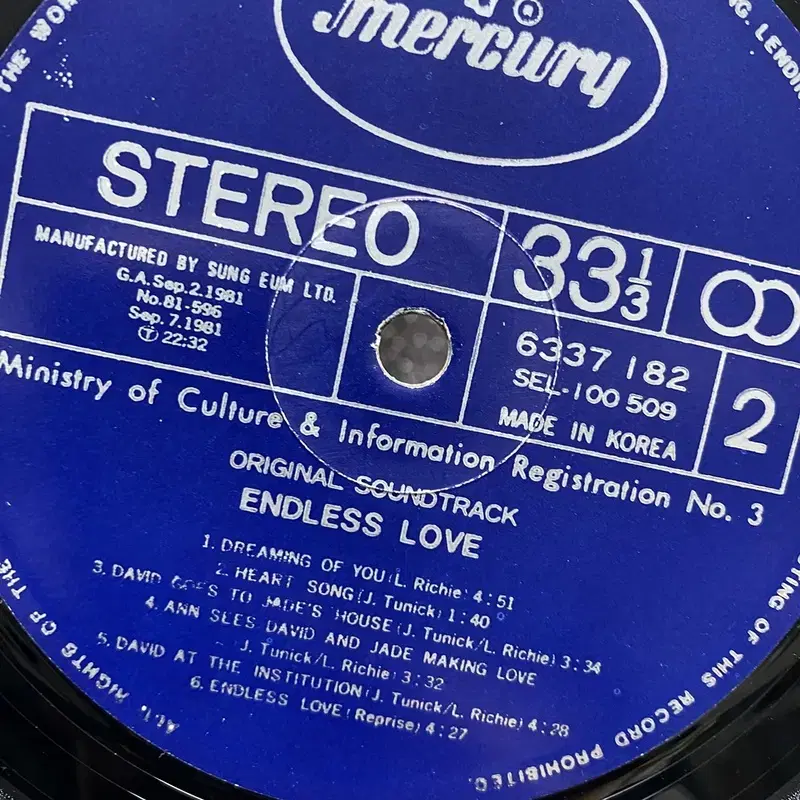 mercury
STEREO
33 1/3
MANUFACTURED BY SUNG EUM LTD.
G.A.Sep.2.1981
No.81-596
Sep.7.1981
Ⓣ 22:32
6337 182
SEL-100 509
MADE IN KOREA
2
Ministry of Culture & Information Registration No. 3
ORIGINAL SOUNDTRACK
ENDLESS LOVE
1. DREAMING OF YOU(L. Richie) 4:51
2. HEART SONG(J. Tunick) 1:40
3. DAVID GOES TO JADE'S HOUSE(J. Tunick/L. Richie) 3:34
4. ANN SEES DAVID AND JADE MAKING LOVE
(J. Tunick/L. Richie) 3:32
5. DAVID AT THE INSTITUTION(J. Tunick/L. Richie) 4:28
6. ENDLESS LOVE(Reprise) 4:27
ALL RIGHTS OF THE
NG. LENDIN
TING OF THIS RECORD PROHIBITED.